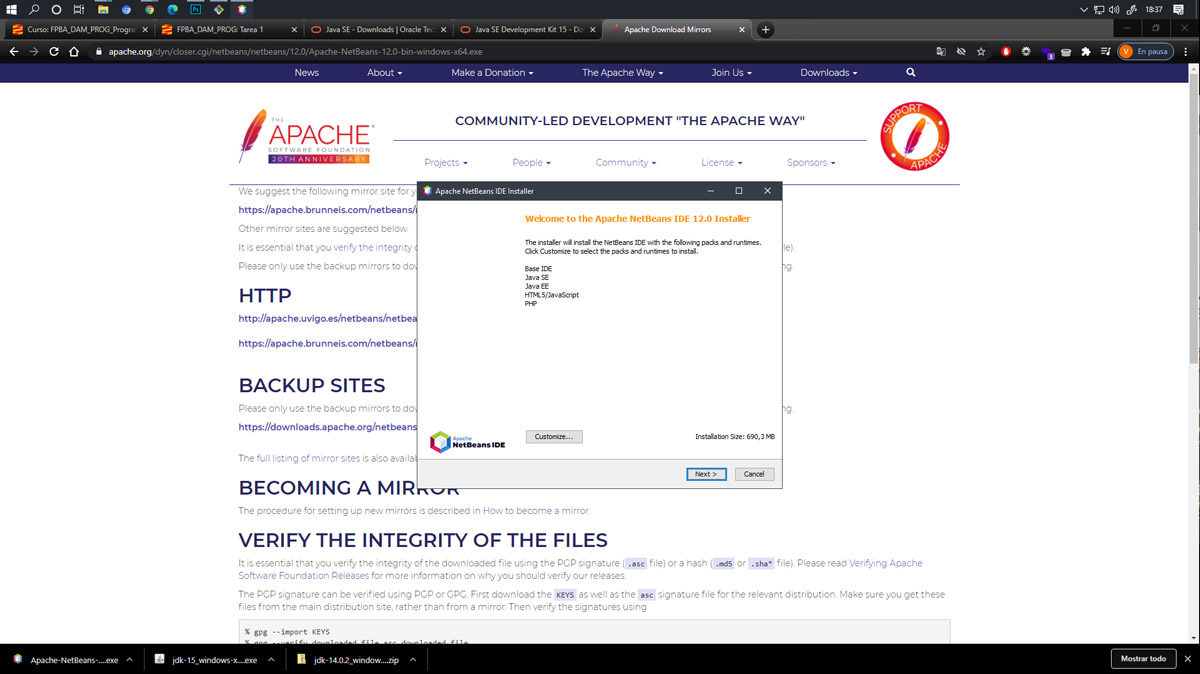 18:37
Curso: FPBA_DAM_PROG_Progran
FPBA_DAM_PROG: Tarea 1
Java SE - Downloads | Oracle Tec
Java SE Development Kit 15 - Do
Apache Download Mirrors
apache.org/dyn/closer.cgi/netbeans/netbeans/12.0/Apache-NetBeans-12.0-bin-windows-x64.exe
3
V
En pausa
News
About
Make a Donation
The Apache Way
Join Us
Downloads
THE
APACHE®
SOFTWARE FOUNDATION
20TH ANNIVERSARY
COMMUNITY-LED DEVELOPMENT "THE APACHE WAY"
SUPPORT
APACHE
Projects
People
Community
License
Sponsors
We suggest the following mirror site for y
https://apache.brunneis.com/netbeans/
Other mirror sites are suggested below.
It is essential that you verify the integrity
le).
Please only use the backup mirrors to dow
ng.
HTTP
http://apache.uvigo.es/netbeans/netbea
https://apache.brunneis.com/netbeans/
BACKUP SITES
Please only use the backup mirrors to dow
ng.
https://downloads.apache.org/netbeans
The full listing of mirror sites is also availa
BECOMING A MIRROR
The procedure for setting up new mirrors is described in How to become a mirror.
VERIFY THE INTEGRITY OF THE FILES
It is essential that you verify the integrity of the downloaded file using the PGP signature ( .asc file) or a hash ( .md5 or .sha* file). Please read Verifying Apache
Software Foundation Releases for more information on why you should verify our releases.
The PGP signature can be verified using PGP or GPG. First download the KEYS as well as the asc signature file for the relevant distribution. Make sure you get these
files from the main distribution site, rather than from a mirror. Then verify the signatures using
% gpg --import KEYS
% gpg --verify downloaded_file.asc downloaded_file
Apache NetBeans IDE Installer
Welcome to the Apache NetBeans IDE 12.0 Installer
The installer will install the NetBeans IDE with the following packs and runtimes.
Click Customize to select the packs and runtimes to install.
Base IDE
Java SE
Java EE
HTML5/JavaScript
PHP
Apache
NetBeans IDE
Customize...
Installation Size: 690,3 MB
Next >
Cancel
Apache-NetBeans-....exe
jdk-15_windows-x....exe
jdk-14.0.2_window....zip
Mostrar todo